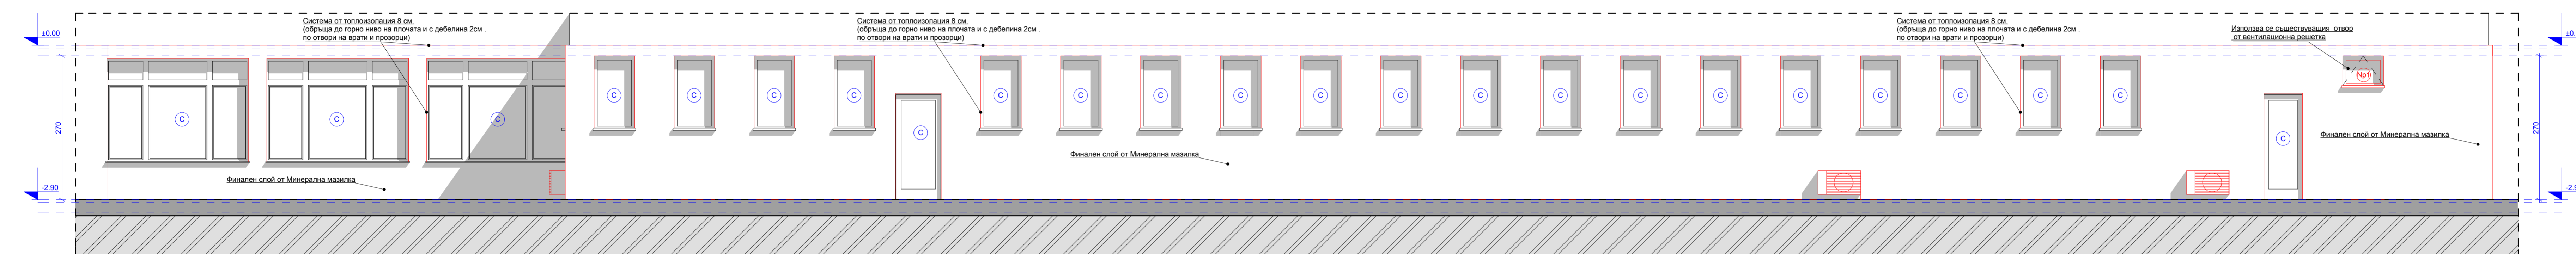 Система от топлоизолация 8 см.
(обръща до горно ниво на плочата и с дебелина 2см .
по отвори на врати и прозорци)
Система от топлоизолация 8 см.
(обръща до горно ниво на плочата и с дебелина 2см .
по отвори на врати и прозорци)
Система от топлоизолация 8 см.
(обръща до горно ниво на плочата и с дебелина 2см .
по отвори на врати и прозорци)
Използва се съществуващия отвор
от вентилационна решетка
±0.00
±0.
Np1
C C C C C C C C C C C C C C C C C C C C C C C
270
270
Финален слой от Минерална мазилка
Финален слой от Минерална мазилка
Финален слой от Минерална мазилка
-2.90
-2.9